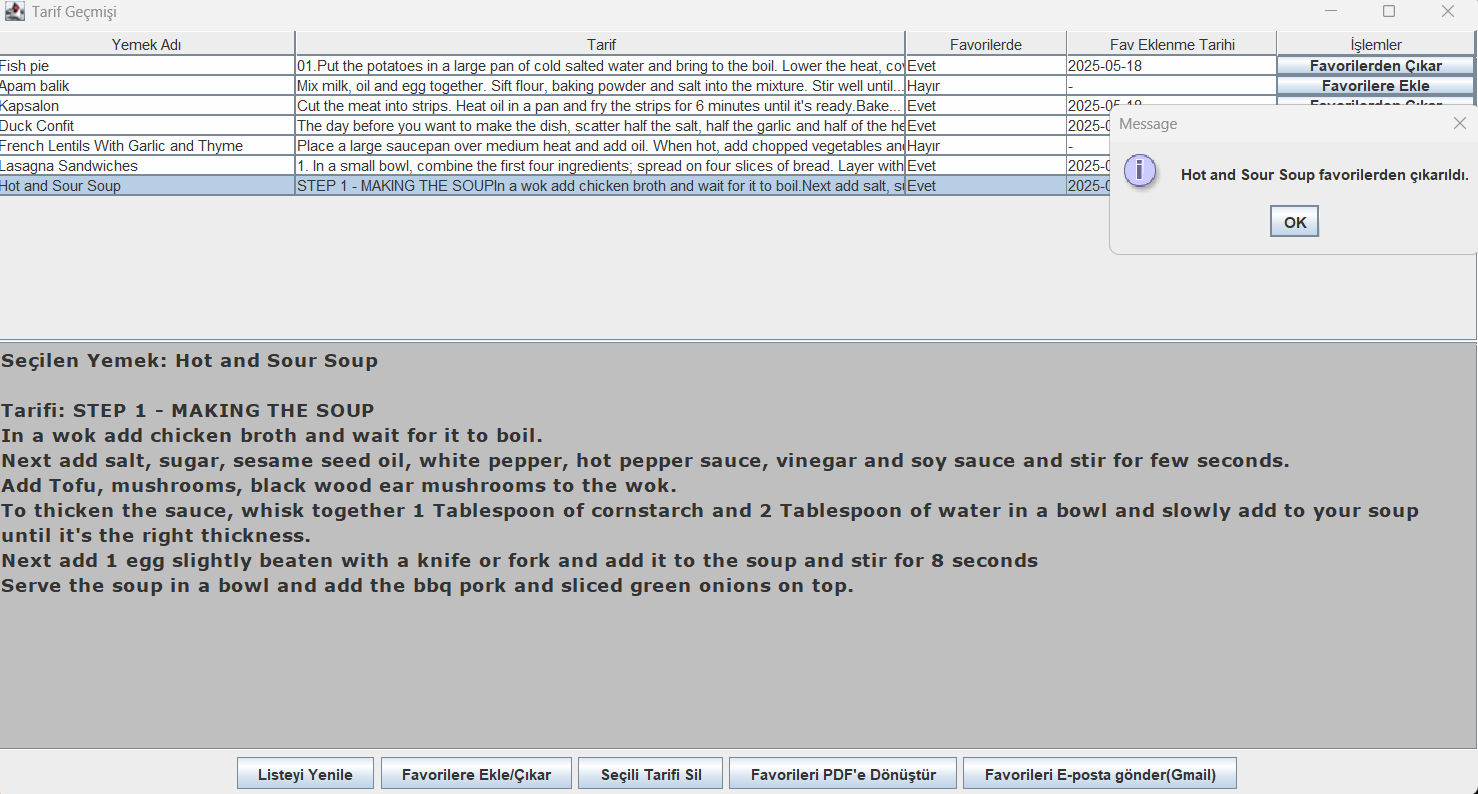 Tarif Geçmişi
Yemek Adı Tarif Favorilerde Fav Eklenme Tarihi İşlemler
Fish pie 01.Put the potatoes in a large pan of cold salted water and bring to the boil. Lower the heat, Evet 2025-05-18 Favorilerden Çıkar
Apam balik Mix milk, oil and egg together. Sift flour, baking powder and salt into the mixture. Stir well until... Hayır - Favorilere Ekle
Kapsalon Cut the meat into strips. Heat oil in a pan and fry the strips for 6 minutes until it's ready.Bake... Evet 2025-05-18 Favorilerden Çıkar
Duck Confit The day before you want to make the dish, scatter half the salt, half the garlic and half of the Evet
French Lentils With Garlic and Thyme Place a large saucepan over medium heat and add oil. When hot, add chopped vegetables Hayır -
Lasagna Sandwiches 1. In a small bowl, combine the first four ingredients; spread on four slices of bread. Layer with Evet
Hot and Sour Soup STEP 1 - MAKING THE SOUPIn a wok add chicken broth and wait for it to boil.Next add salt, Evet
Message
Hot and Sour Soup favorilerden çıkarıldı.
OK
Seçilen Yemek: Hot and Sour Soup
Tarifi: STEP 1 - MAKING THE SOUP
In a wok add chicken broth and wait for it to boil.
Next add salt, sugar, sesame seed oil, white pepper, hot pepper sauce, vinegar and soy sauce and stir for few seconds.
Add Tofu, mushrooms, black wood ear mushrooms to the wok.
To thicken the sauce, whisk together 1 Tablespoon of cornstarch and 2 Tablespoon of water in a bowl and slowly add to your soup
until it's the right thickness.
Next add 1 egg slightly beaten with a knife or fork and add it to the soup and stir for 8 seconds
Serve the soup in a bowl and add the bbq pork and sliced green onions on top.
Listeyi Yenile Favorilere Ekle/Çıkar Seçili Tarifi Sil Favorileri PDF'e Dönüştür Favorileri E-posta gönder(Gmail)